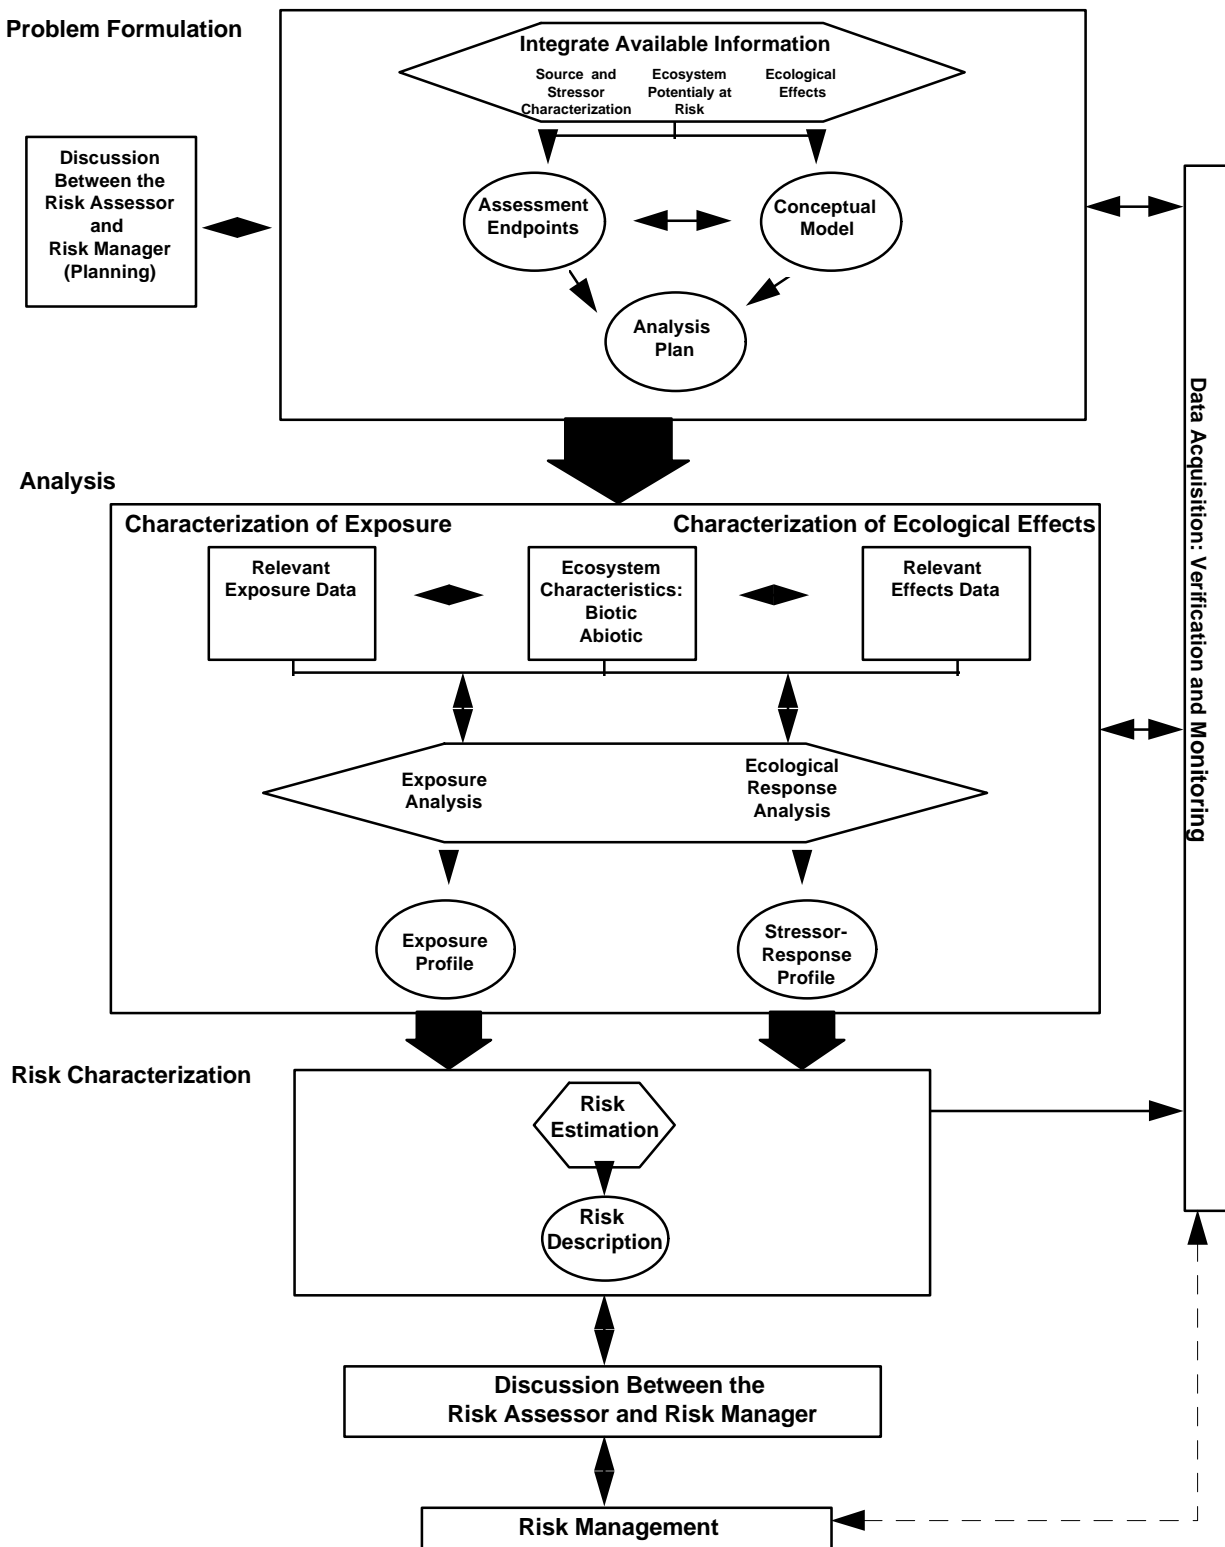 Problem Formulation
Integrate Available Information
Source and
Stressor
Characterization
Ecosystem
Potentialy at
Risk
Ecological
Effects
Discussion
Between the
Risk Assessor
and
Risk Manager
(Planning)
Assessment
Endpoints
Conceptual
Model
Analysis
Plan
Data Acquisition: Verification and Monitoring
Analysis
Characterization of Exposure
Characterization of Ecological Effects
Relevant
Exposure Data
Ecosystem
Characteristics:
Biotic
Abiotic
Relevant
Effects Data
Exposure
Analysis
Ecological
Response
Analysis
Exposure
Profile
Stressor-
Response
Profile
Risk Characterization
Risk
Estimation
Risk
Description
Discussion Between the
Risk Assessor and Risk Manager
Risk Management